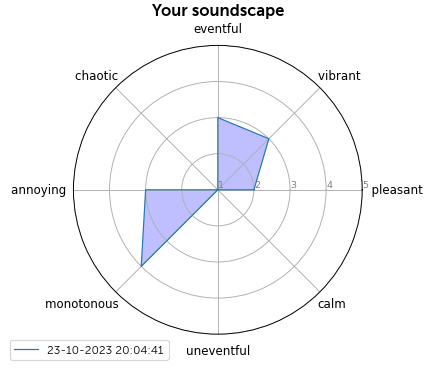 Your soundscape
eventful
chaotic
vibrant
annoying
1
2
3
4
5
pleasant
monotonous
calm
uneventful
23-10-2023 20:04:41